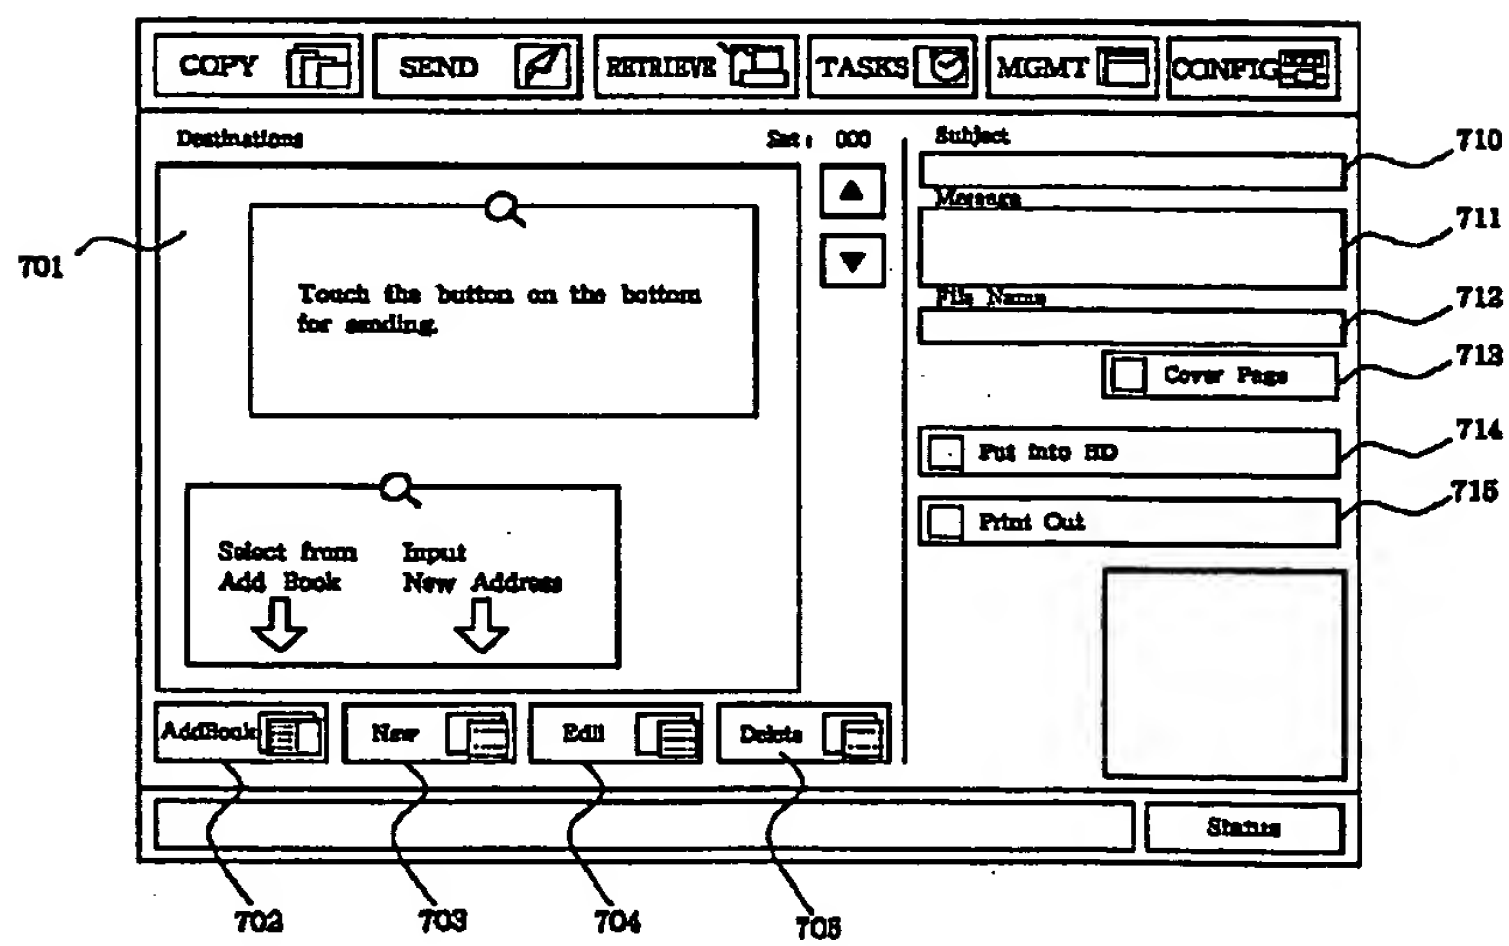 COPY SEND RETRIEVE TASKS MGMT CONFIG
Destinations Set : 000 Subject
710
Message
711
701
Touch the button on the bottom
for sending.
File Name
712
713
Cover Page
714
Put into HD
715
Print Out
Select from Input
Add Book New Address
AddBook New Edit Delete
Status
702 703 704 705